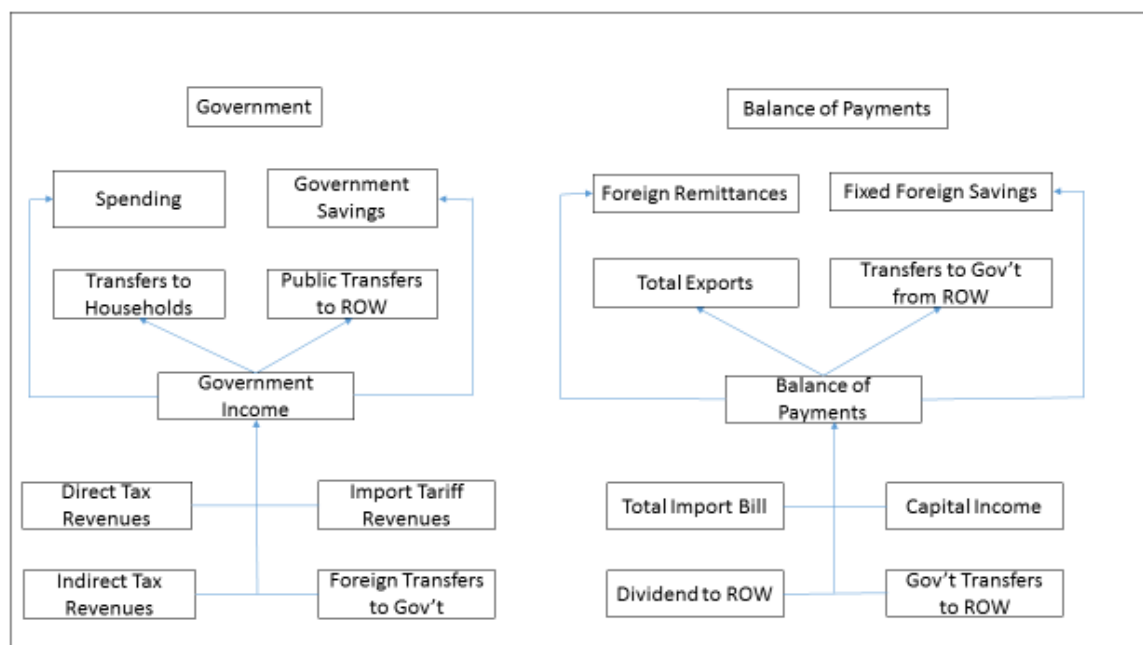 Government
Balance of Payments
Spending
Government
Savings
Foreign Remittances
Fixed Foreign Savings
Transfers to
Households
Public Transfers
to ROW
Total Exports
Transfers to Gov't
from ROW
Government
Income
Balance of
Payments
Direct Tax
Revenues
Import Tariff
Revenues
Total Import Bill
Capital Income
Indirect Tax
Revenues
Foreign Transfers
to Gov't
Dividend to ROW
Gov't Transfers
to ROW